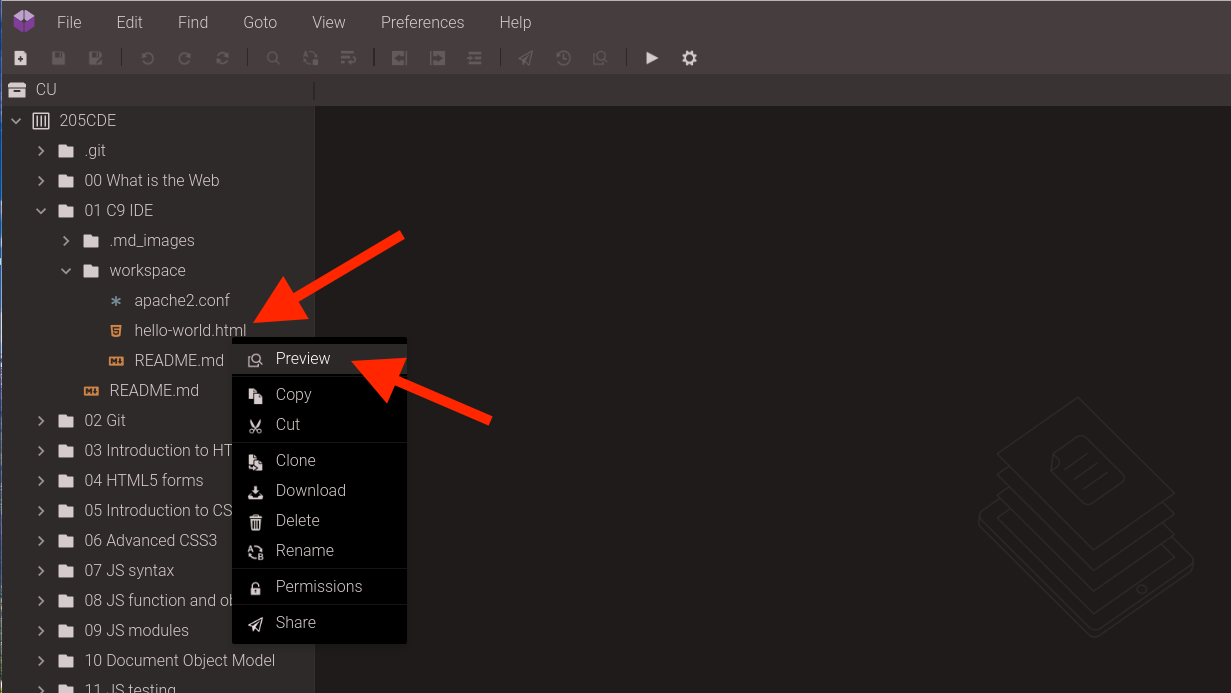 File Edit Find Goto View Preferences Help
CU
205CDE
.git
00 What is the Web
01 C9 IDE
.md_images
workspace
apache2.conf
hello-world.html
README.md
README.md
02 Git
03 Introduction to HT
04 HTML5 forms
05 Introduction to CS
06 Advanced CSS3
07 JS syntax
08 JS function and ob
09 JS modules
10 Document Object Model
11 JS testing
Preview
Copy
Cut
Clone
Download
Delete
Rename
Permissions
Share